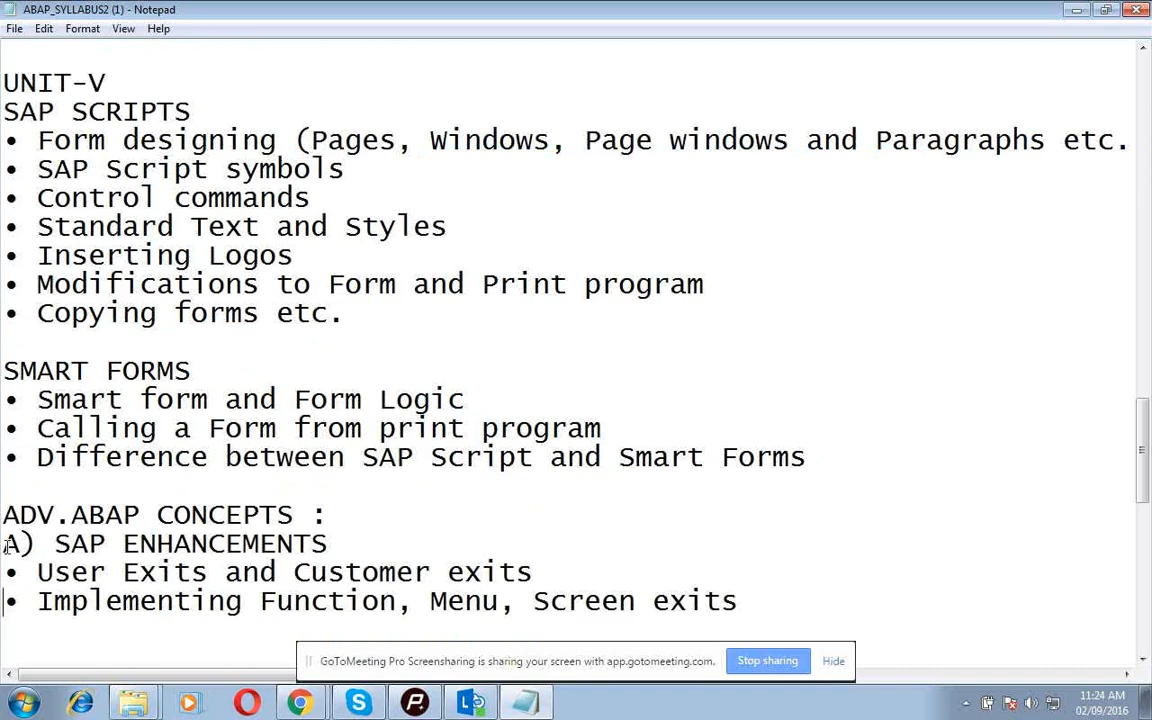 ABAP_SYLLABUS2 (1) - Notepad
File Edit Format View Help
UNIT-V
SAP SCRIPTS
• Form designing (Pages, Windows, Page windows and Paragraphs etc.
• SAP Script symbols
• Control commands
• Standard Text and Styles
• Inserting Logos
• Modifications to Form and Print program
• Copying forms etc.
SMART FORMS
• Smart form and Form Logic
• Calling a Form from print program
• Difference between SAP Script and Smart Forms
ADV.ABAP CONCEPTS :
A) SAP ENHANCEMENTS
• User Exits and Customer exits
• Implementing Function, Menu, Screen exits
GoToMeeting Pro Screensharing is sharing your screen with app.gotomeeting.com. Stop sharing Hide
11:24 AM
02/09/2016